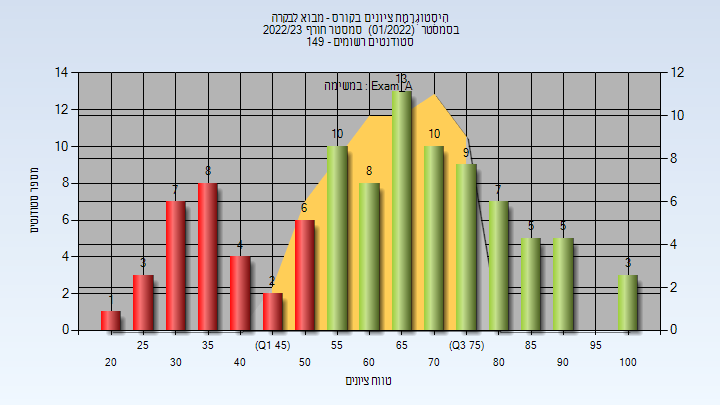 הִיסְטוֹגְרָמַת ציונים בקורס - מבוא לבקרה
בסמסטר (01/2022) סמסטר חורף 2022/23
סטודנטים רשומים - 149
במשימה : Exam_A
14 12 10 8 6 4 2 0
12 10 8 6 4 2 0
מספר סטודנטים
1 3 7 8 4 2 6 10 8 13 10 9 7 5 5 3
25 35 (Q1 45) 55 65 (Q3 75) 85 95
20 30 40 50 60 70 80 90 100
טווח ציונים